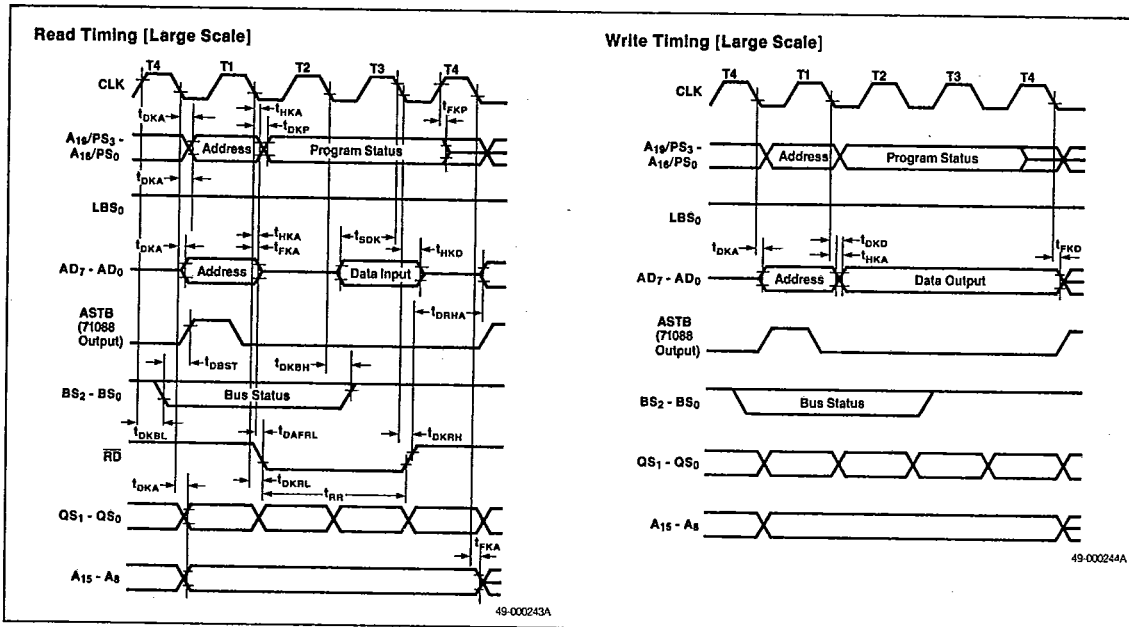 Read Timing [Large Scale]
T4 T1 T2 T3 T4
CLK
tHKA
tFKP
tDKA
tDKP
A16/PS3 -
A16/PS0
Address
Program Status
tDKA
LBS0
tHKA
tSDK
tDKA
tFKA
tHKD
AD7 - AD0
Address
Data Input
tDRHA
ASTB
(71088
Output)
tDBST
tDKBH
BS2 - BS0
Bus Status
tDKBL
tDAFRL
tDKRH
RD
tDKA
tDKRL
tRR
QS1 - QS0
tFKA
A15 - A8
49-000243A
Write Timing [Large Scale]
T4 T1 T2 T3 T4
CLK
A19/PS3 -
A16/PS0
Address
Program Status
LBS0
tDKA
tDKD
tHKA
tFKD
AD7 - AD0
Address
Data Output
ASTB
(71088
Output)
BS2 - BS0
Bus Status
QS1 - QS0
A15 - A8
49-000244A